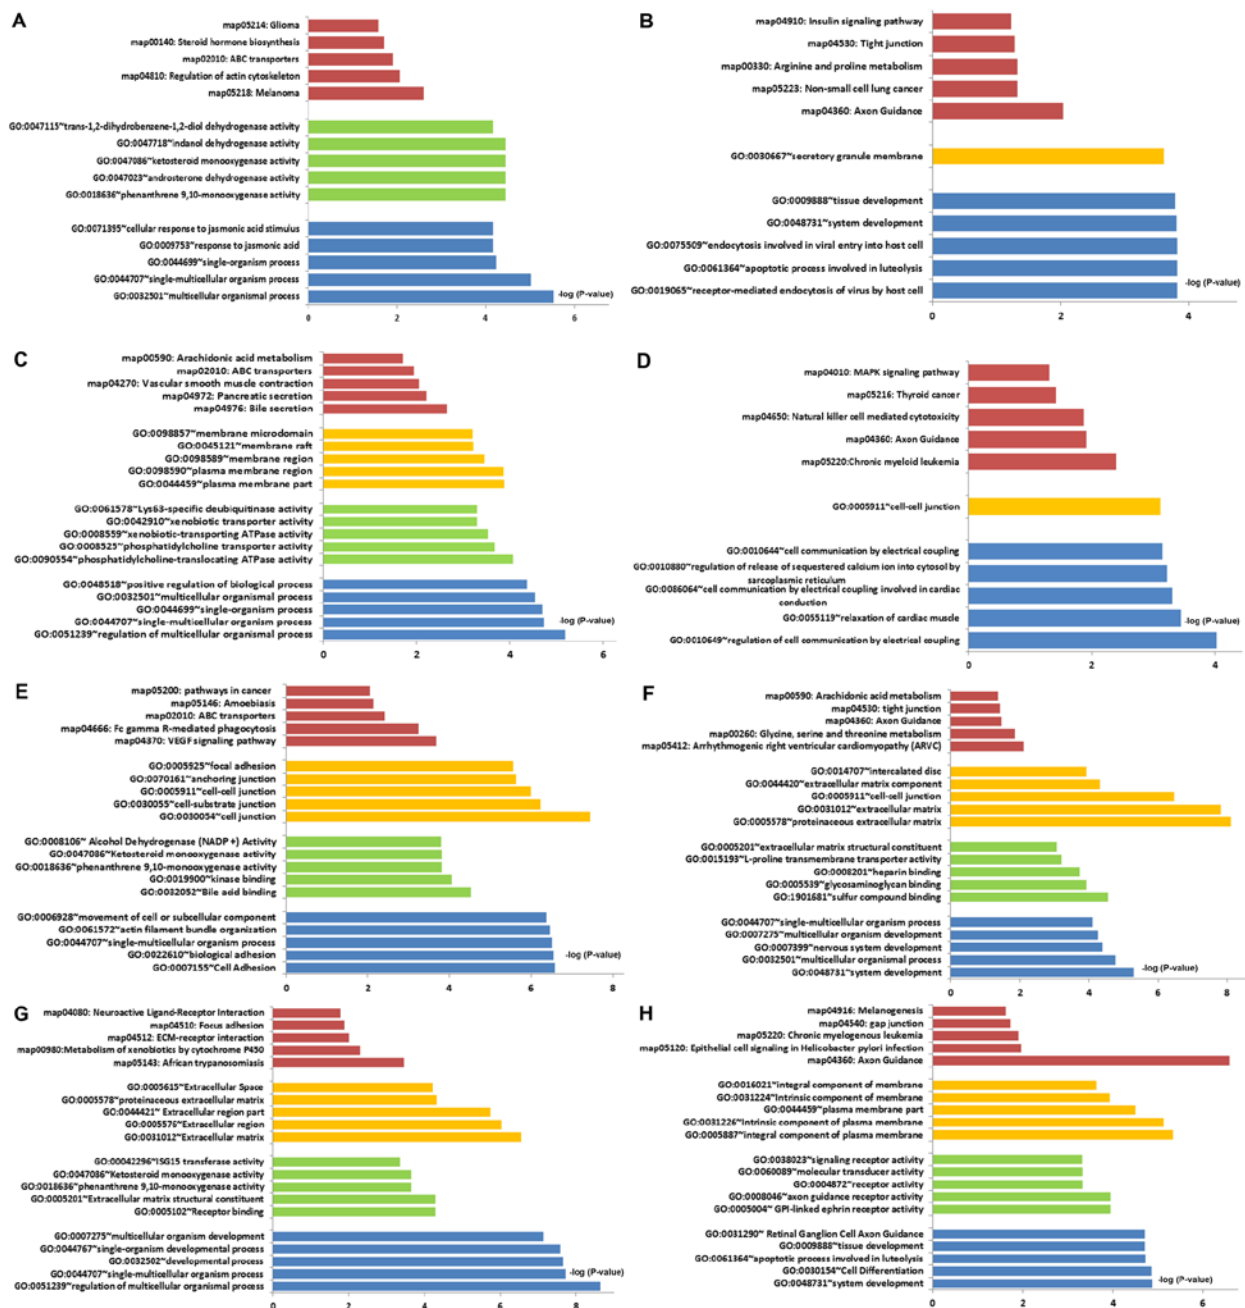 A
map05214: Glioma
map00140: Steroid hormone biosynthesis
map02010: ABC transporters
map04810: Regulation of actin cytoskeleton
map05218: Melanoma
GO:0047115~trans-1,2-dihydrobenzene-1,2-diol dehydrogenase activity
GO:0047718~indanol dehydrogenase activity
GO:0047086~ketosteroid monooxygenase activity
GO:0047023~androsterone dehydrogenase activity
GO:0018636~phenanthrene 9,10-monooxygenase activity
GO:0071395~cellular response to jasmonic acid stimulus
GO:0009753~response to jasmonic acid
GO:0044699~single-organism process
GO:0044707~single-multicellular organism process
GO:0032501~multicellular organismal process
-log (P-value)
0 2 4 6
B
map04910: Insulin signaling pathway
map04530: Tight junction
map00330: Arginine and proline metabolism
map05223: Non-small cell lung cancer
map04360: Axon Guidance
GO:0030667~secretory granule membrane
GO:0009888~tissue development
GO:0048731~system development
GO:0075509~endocytosis involved in viral entry into host cell
GO:0061364~apoptotic process involved in luteolysis
GO:0019065~receptor-mediated endocytosis of virus by host cell
-log (P-value)
0 2 4
C
map00590: Arachidonic acid metabolism
map02010: ABC transporters
map04270: Vascular smooth muscle contraction
map04972: Pancreatic secretion
map04976: Bile secretion
GO:0098857~membrane microdomain
GO:0045121~membrane raft
GO:0098589~membrane region
GO:0098590~plasma membrane region
GO:0044459~plasma membrane part
GO:0061578~Lys63-specific deubiquitinase activity
GO:0042910~xenobiotic transporter activity
GO:0008559~xenobiotic-transporting ATPase activity
GO:0008525~phosphatidylcholine transporter activity
GO:0090554~phosphatidylcholine-translocating ATPase activity
GO:0048518~positive regulation of biological process
GO:0032501~multicellular organismal process
GO:0044699~single-organism process
GO:0044707~single-multicellular organism process
GO:0051239~regulation of multicellular organismal process
-log (P-value)
0 2 4 6
D
map04010: MAPK signaling pathway
map05216: Thyroid cancer
map04650: Natural killer cell mediated cytotoxicity
map04360: Axon Guidance
map05220:Chronic myeloid leukemia
GO:0005911~cell-cell junction
GO:0010644~cell communication by electrical coupling
GO:0010880~regulation of release of sequestered calcium ion into cytosol by
sarcoplasmic reticulum
GO:0086064~cell communication by electrical coupling involved in cardiac
conduction
GO:0055119~relaxation of cardiac muscle
GO:0010649~regulation of cell communication by electrical coupling
-log (P-value)
0 2 4
E
map05200: pathways in cancer
map05146: Amoebiasis
map02010: ABC transporters
map04666: Fc gamma R-mediated phagocytosis
map04370: VEGF signaling pathway
GO:0005925~focal adhesion
GO:0070161~anchoring junction
GO:0005911~cell-cell junction
GO:0030055~cell-substrate junction
GO:0030054~cell junction
GO:0008106~ Alcohol Dehydrogenase (NADP+) Activity
GO:0047086~Ketosteroid monooxygenase activity
GO:0018636~phenanthrene 9,10-monooxygenase activity
GO:0019900~kinase binding
GO:0032052~Bile acid binding
GO:0006928~movement of cell or subcellular component
GO:0061572~actin filament bundle organization
GO:0044707~single-multicellular organism process
GO:0022610~biological adhesion
GO:0007155~Cell Adhesion
-log (P-value)
0 2 4 6 8
F
map00590: Arachidonic acid metabolism
map04530: tight junction
map04360: Axon Guidance
map00260: Glycine, serine and threonine metabolism
map05412: Arrhythmogenic right ventricular cardiomyopathy (ARVC)
GO:0014707~intercalated disc
GO:0044420~extracellular matrix component
GO:0005911~cell-cell junction
GO:0031012~extracellular matrix
GO:0005578~proteinaceous extracellular matrix
GO:0005201~extracellular matrix structural constituent
GO:0015193~L-proline transmembrane transporter activity
GO:0008201~heparin binding
GO:0005539~glycosaminoglycan binding
GO:1901681~sulfur compound binding
GO:0044707~single-multicellular organism process
GO:0007275~multicellular organism development
GO:0007399~nervous system development
GO:0032501~multicellular organismal process
GO:0048731~system development
-log (P-value)
0 2 4 6 8
G
map04080: Neuroactive Ligand-Receptor Interaction
map04510: Focus adhesion
map04512: ECM-receptor interaction
map00980:Metabolism of xenobiotics by cytochrome P450
map05143: African trypanosomiasis
GO:0005615~Extracellular Space
GO:0005578~proteinaceous extracellular matrix
GO:0044421~ Extracellular region part
GO:0005576~Extracellular region
GO:0031012~Extracellular matrix
GO:00042296~ISG15 transferase activity
GO:0047086~Ketosteroid monooxygenase activity
GO:0018636~phenanthrene 9,10-monooxygenase activity
GO:0005201~Extracellular matrix structural constituent
GO:0005102~Receptor binding
GO:0007275~multicellular organism development
GO:0044767~single-organism developmental process
GO:0032502~developmental process
GO:0044707~single-multicellular organism process
GO:0051239~regulation of multicellular organismal process
-log (P-value)
0 2 4 6 8
H
map04916: Melanogenesis
map04540: gap junction
map05220: Chronic myelogenous leukemia
map05120: Epithelial cell signaling in Helicobacter pylori infection
map04360: Axon Guidance
GO:0016021~integral component of membrane
GO:0031224~Intrinsic component of membrane
GO:0044459~plasma membrane part
GO:0031226~Intrinsic component of plasma membrane
GO:0005887~integral component of plasma membrane
GO:0038023~signaling receptor activity
GO:0060089~molecular transducer activity
GO:0004872~receptor activity
GO:0008046~axon guidance receptor activity
GO:0005004~ GPI-linked ephrin receptor activity
GO:0031290~ Retinal Ganglion Cell Axon Guidance
GO:0009888~tissue development
GO:0061364~apoptotic process involved in luteolysis
GO:0030154~Cell Differentiation
GO:0048731~system development
-log (P-value)
0 2 4 6